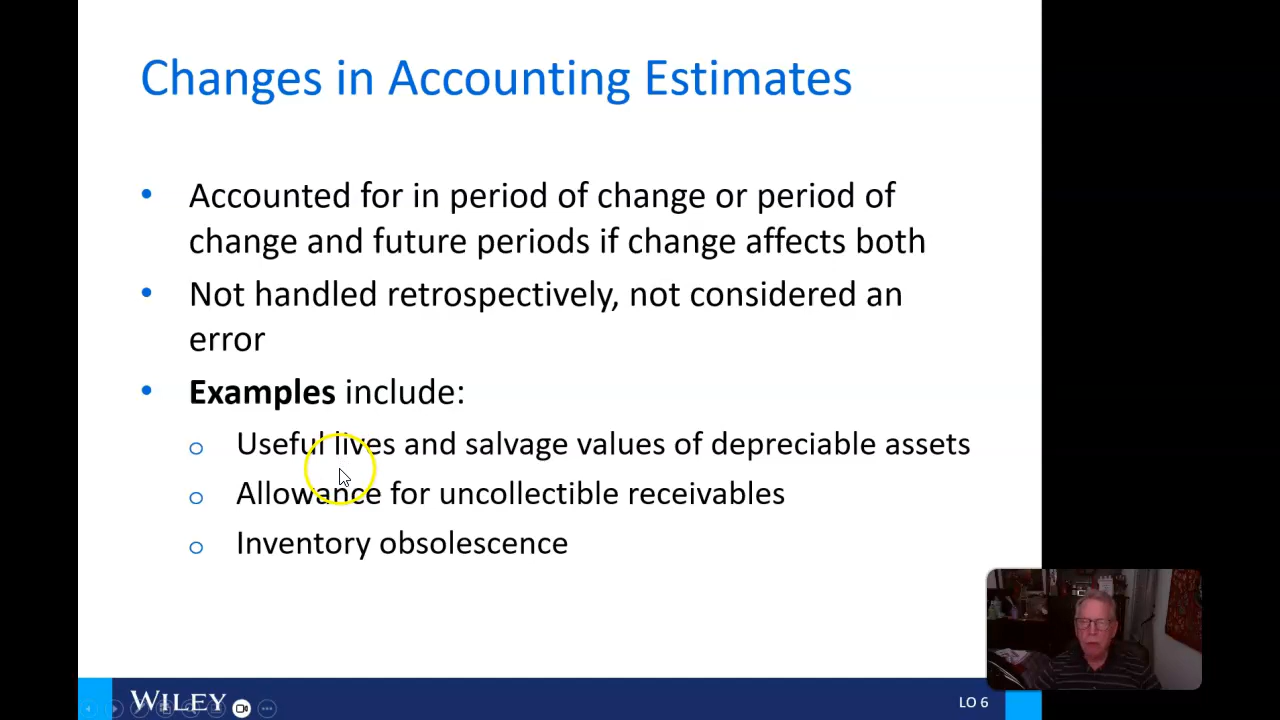 Changes in Accounting Estimates
• Accounted for in period of change or period of
change and future periods if change affects both
• Not handled retrospectively, not considered an
error
• Examples include:
o Useful lives and salvage values of depreciable assets
o Allowance for uncollectible receivables
o Inventory obsolescence
WILEY
LO 6